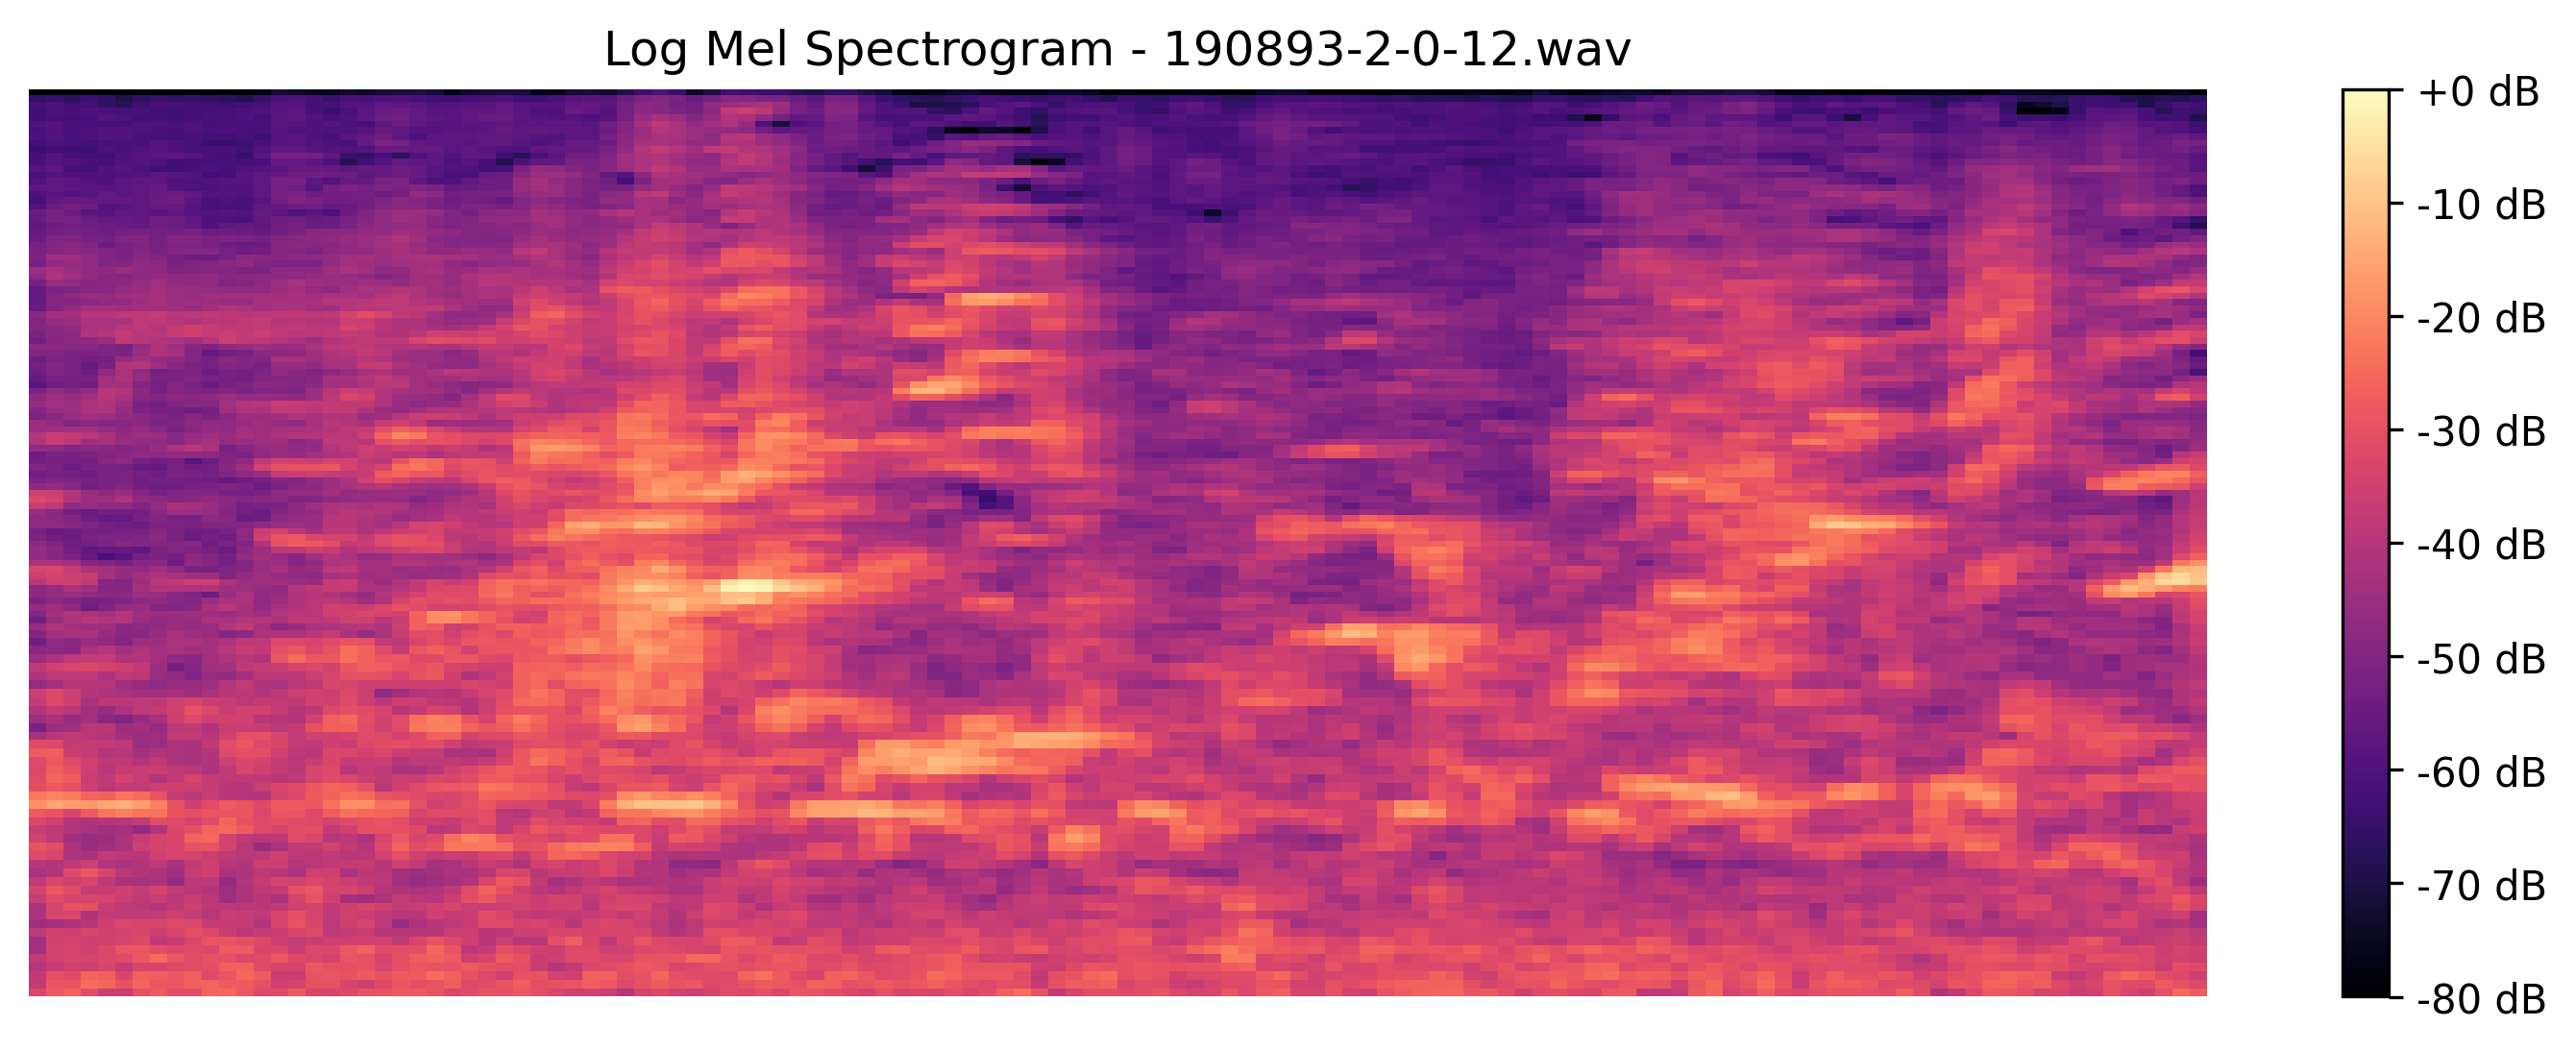 Log Mel Spectrogram - 190893-2-0-12.wav
+0 dB
-10 dB
-20 dB
-30 dB
-40 dB
-50 dB
-60 dB
-70 dB
-80 dB